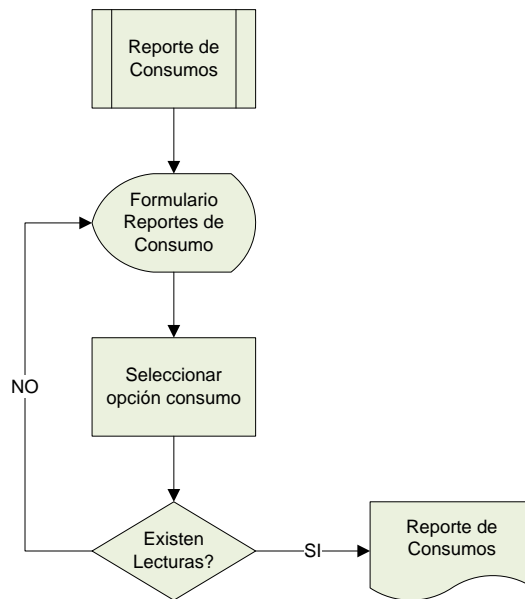 Reporte de
Consumos
Formulario
Reportes de
Consumo
Seleccionar
opción consumo
NO
Existen
Lecturas?
SI
Reporte de
Consumos